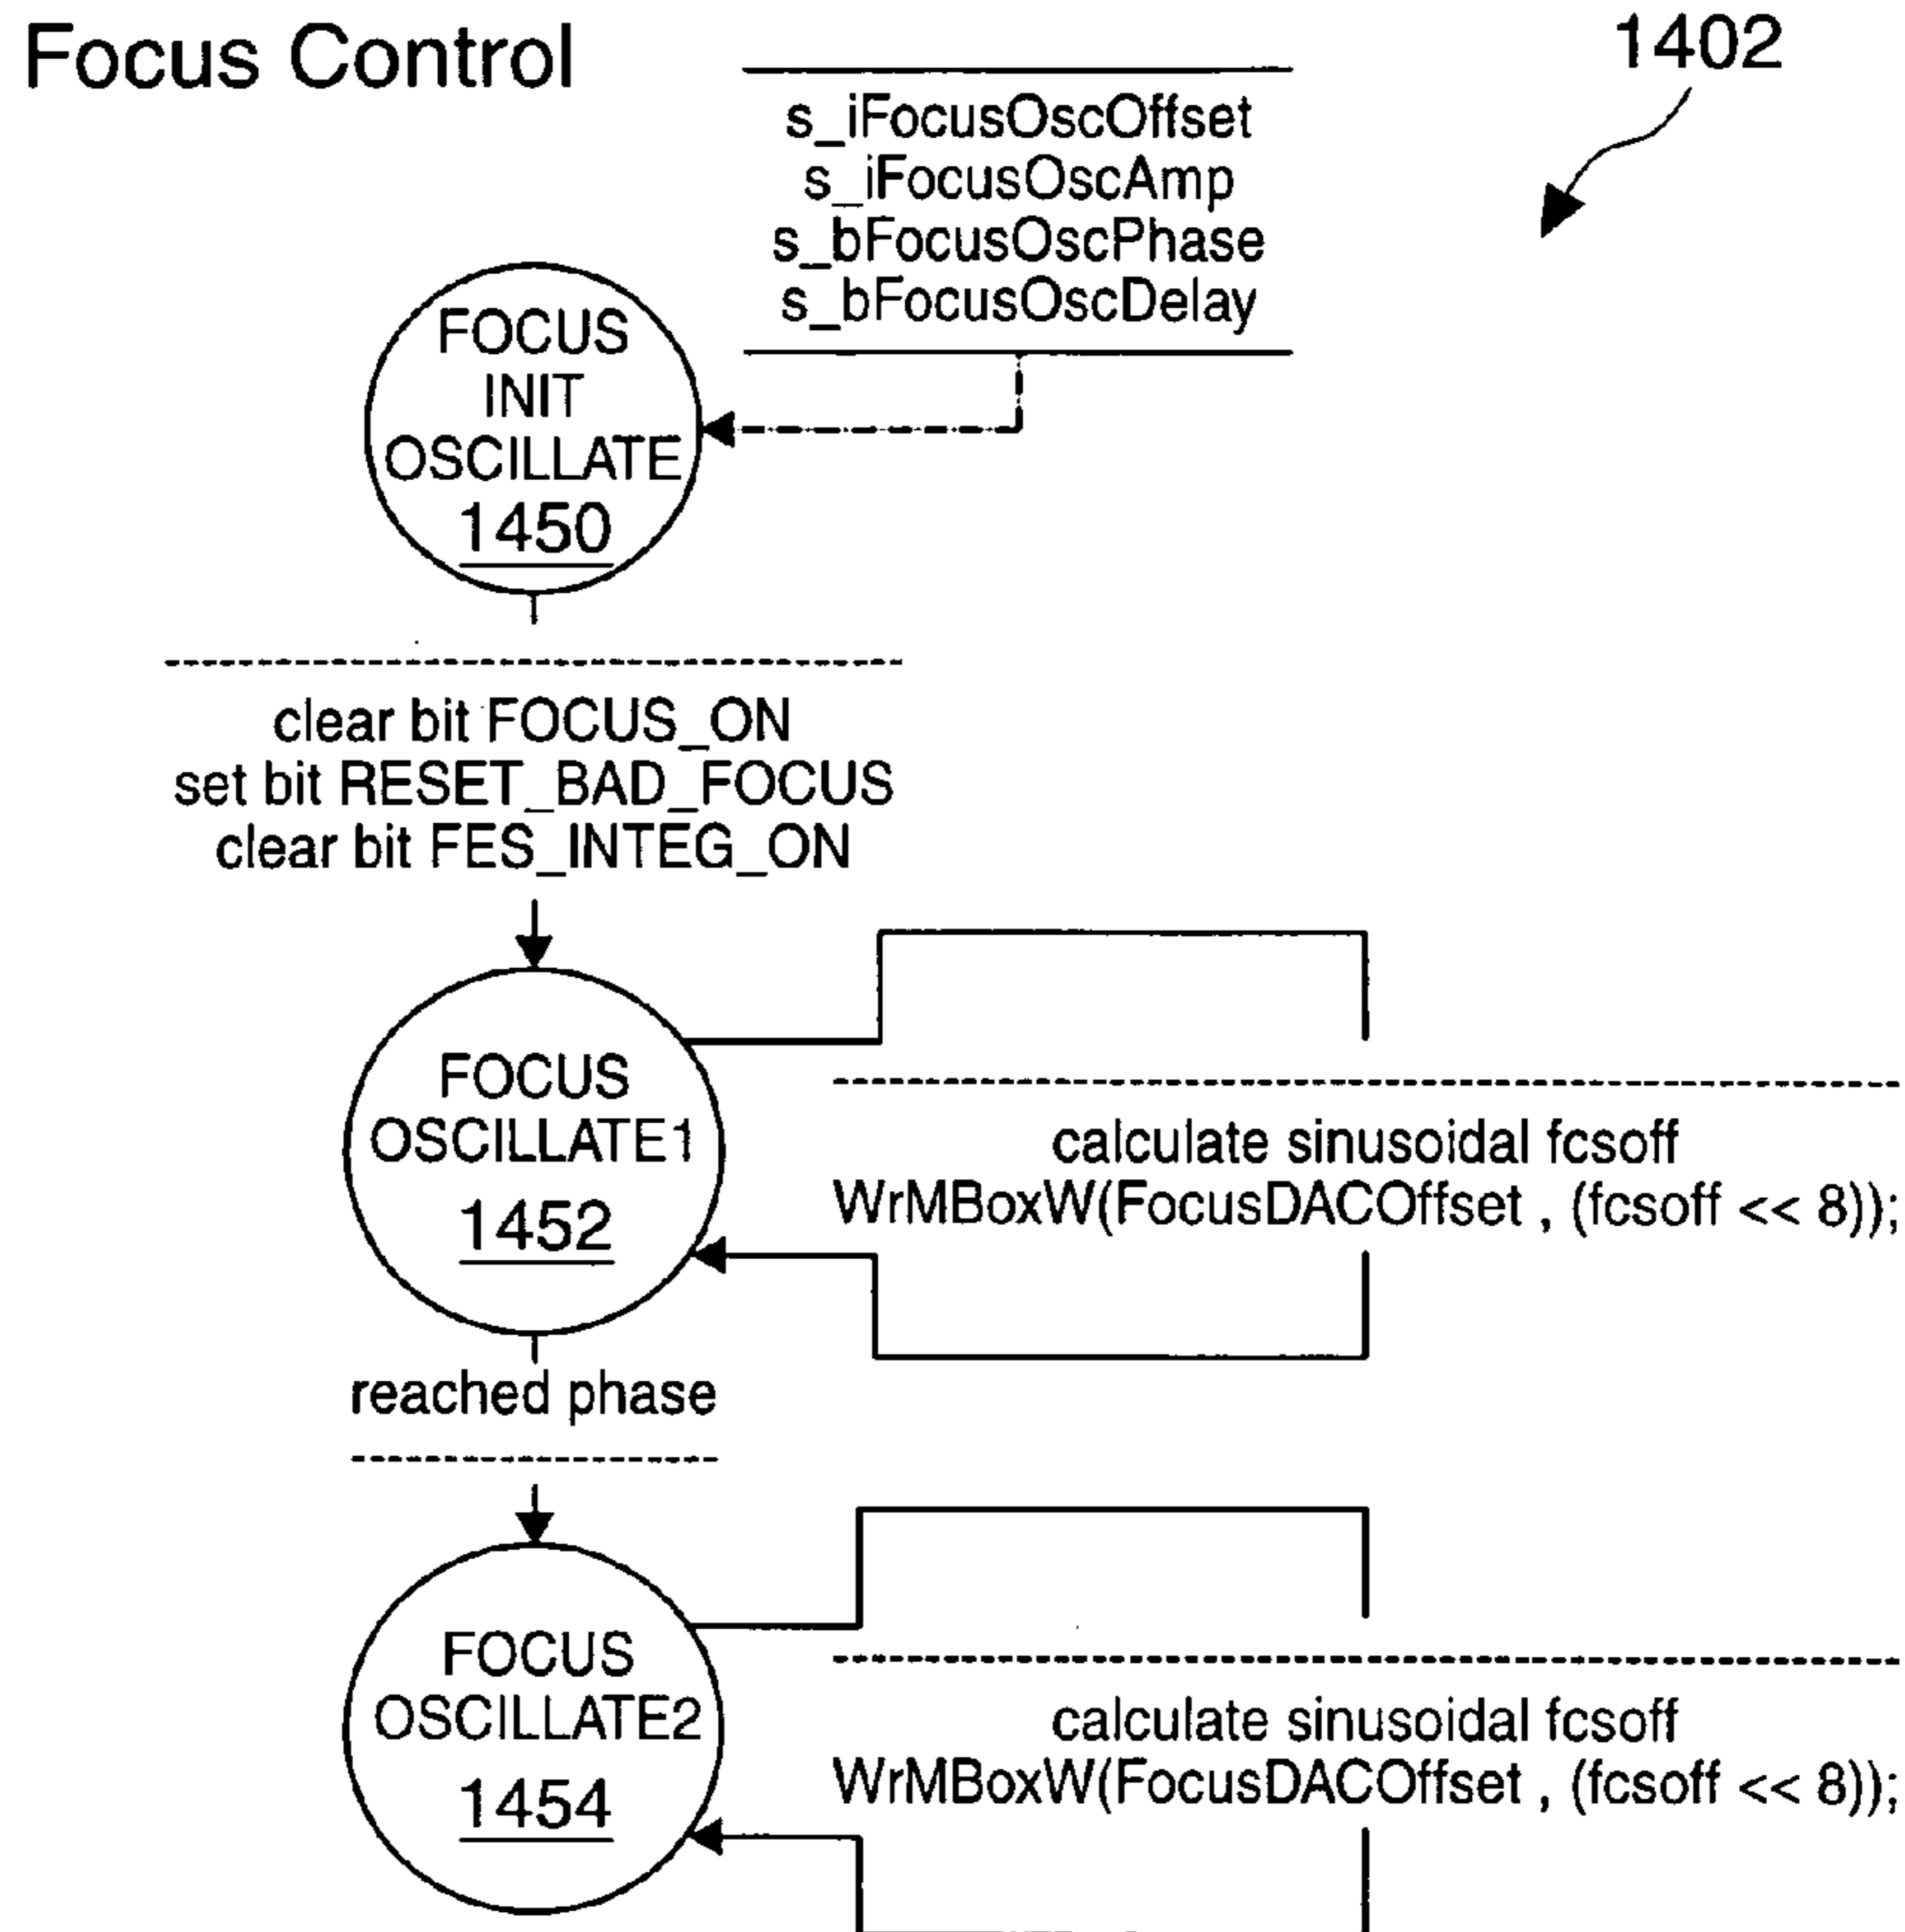 Focus Control
1402
s_iFocusOscOffset
s_iFocusOscAmp
s_bFocusOscPhase
s_bFocusOscDelay
FOCUS
INIT
OSCILLATE
1450
clear bit FOCUS_ON
set bit RESET_BAD_FOCUS
clear bit FES_INTEG_ON
FOCUS
OSCILLATE1
1452
calculate sinusoidal fcsoff
WrMBoxW(FocusDACOffset , (fcsoff << 8));
reached phase
FOCUS
OSCILLATE2
1454
calculate sinusoidal fcsoff
WrMBoxW(FocusDACOffset , (fcsoff << 8));